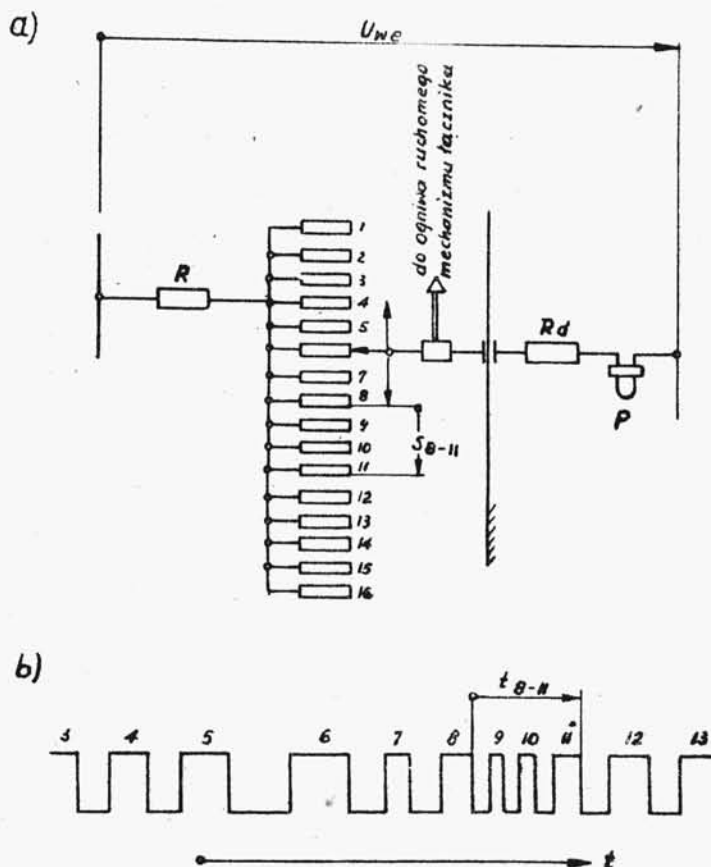 a)
Uwe
do ogniwa ruchomego
mechanizmu łącznika
1
2
3
R
4
5
Rd
7
8
P
9
S8-11
10
11
12
13
14
15
16
b)
t8-11
3 4 5 6 7 8 9 10 11 12 13
t